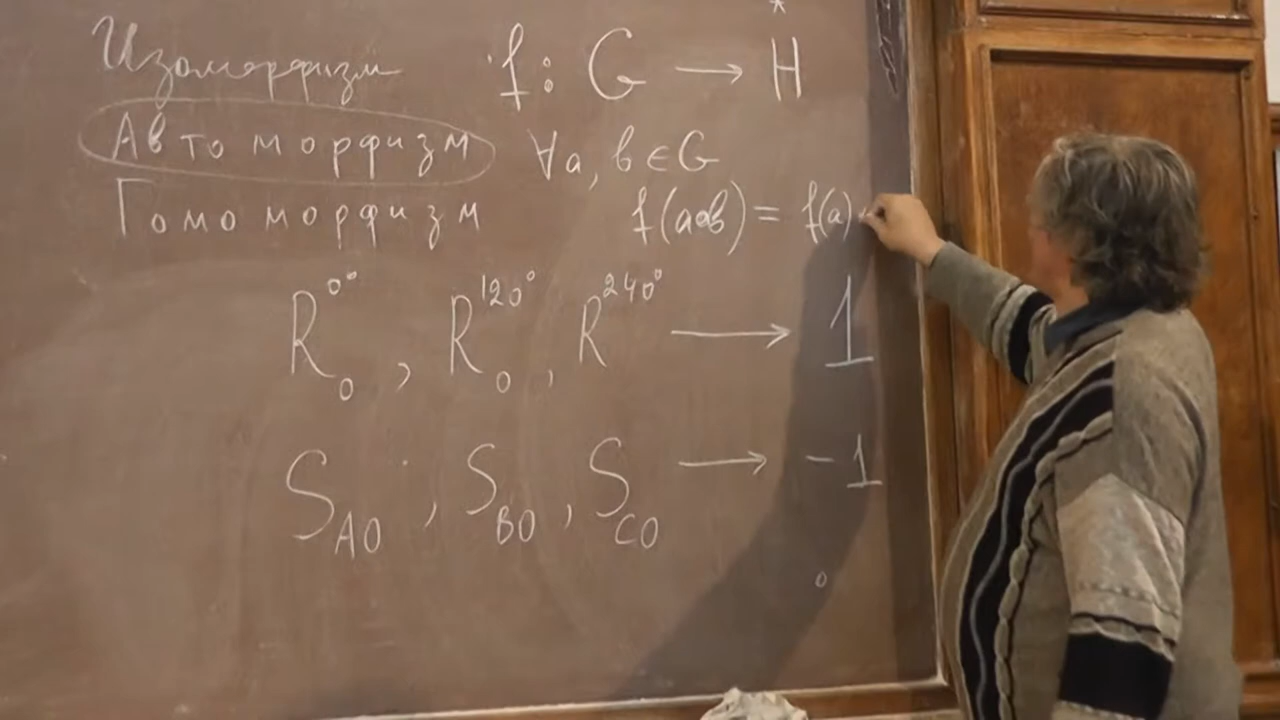 *
Изоморфизм f : G → H
Автоморфизм ∀a, b ∈ G
Гомоморфизм f(a∘b) = f(a)
R₀^0°, R₀^120°, R^240° → 1
S_AO, S_BO, S_CO → -1